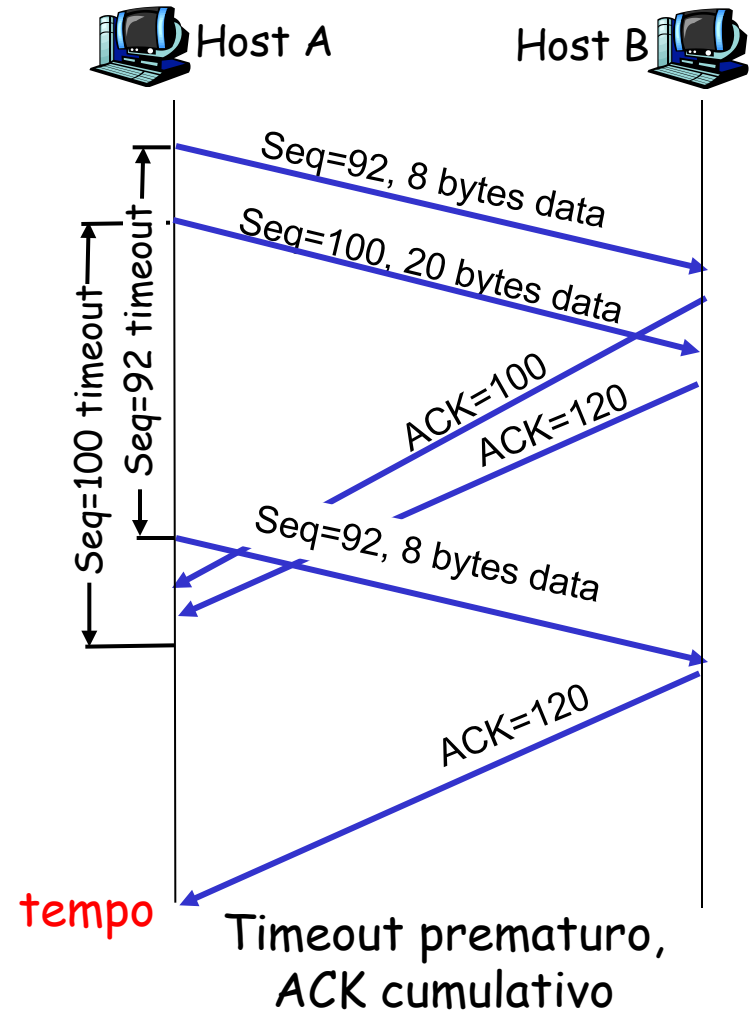 Host A
Host B
Seq=92, 8 bytes data
Seq=100, 20 bytes data
Seq=92 timeout
Seq=100 timeout
ACK=100
ACK=120
Seq=92, 8 bytes data
ACK=120
tempo
Timeout prematuro,
ACK cumulativo